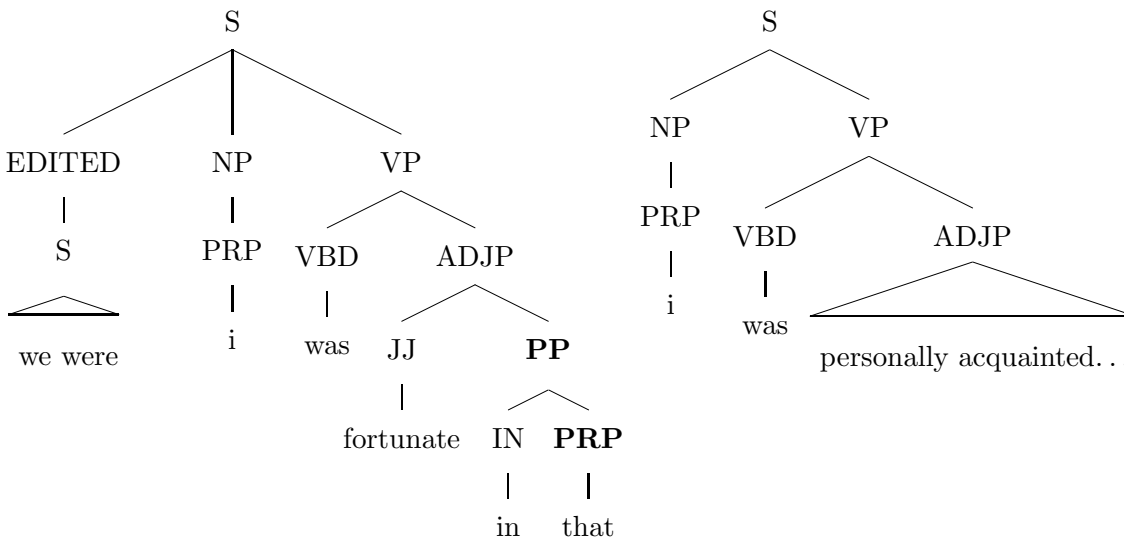 S
S
NP
VP
EDITED
NP
VP
PRP
VBD
ADJP
S
PRP
VBD
ADJP
i
was
we were
i
was
JJ
PP
personally acquainted. . .
fortunate
IN
PRP
in
that